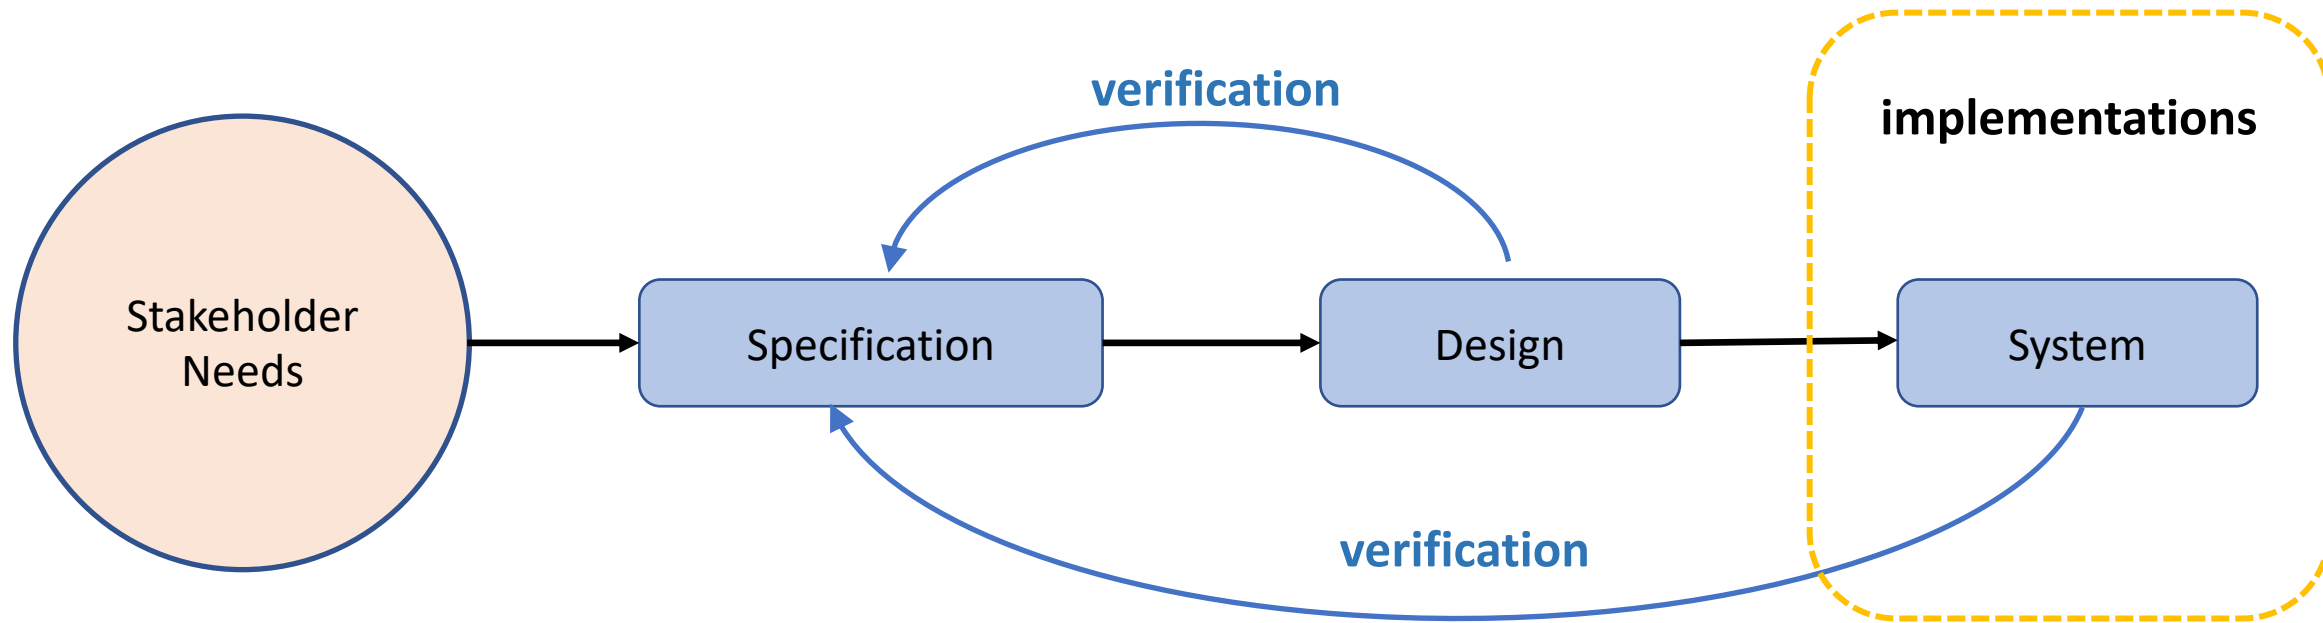 verification
implementations
Stakeholder
Needs
Specification
Design
System
verification